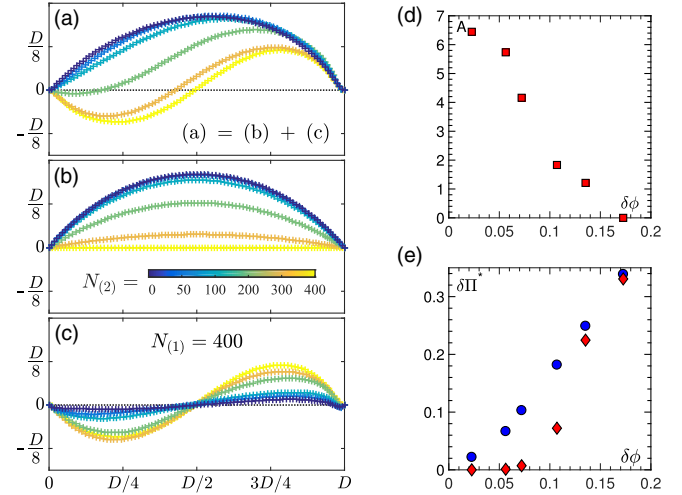 (a)
D/8
0
-D/8
(a) = (b) + (c)
(b)
D/8
0
-D/8
N(2) =
0 50 100 200 300 400
(c)
N(1) = 400
D/8
0
-D/8
0 D/4 D/2 3D/4 D
(d)
A
7
6
5
4
3
2
1
0
δϕ
0 0.05 0.1 0.15 0.2
(e)
δΠ*
0.3
0.2
0.1
0
δϕ
0 0.05 0.1 0.15 0.2